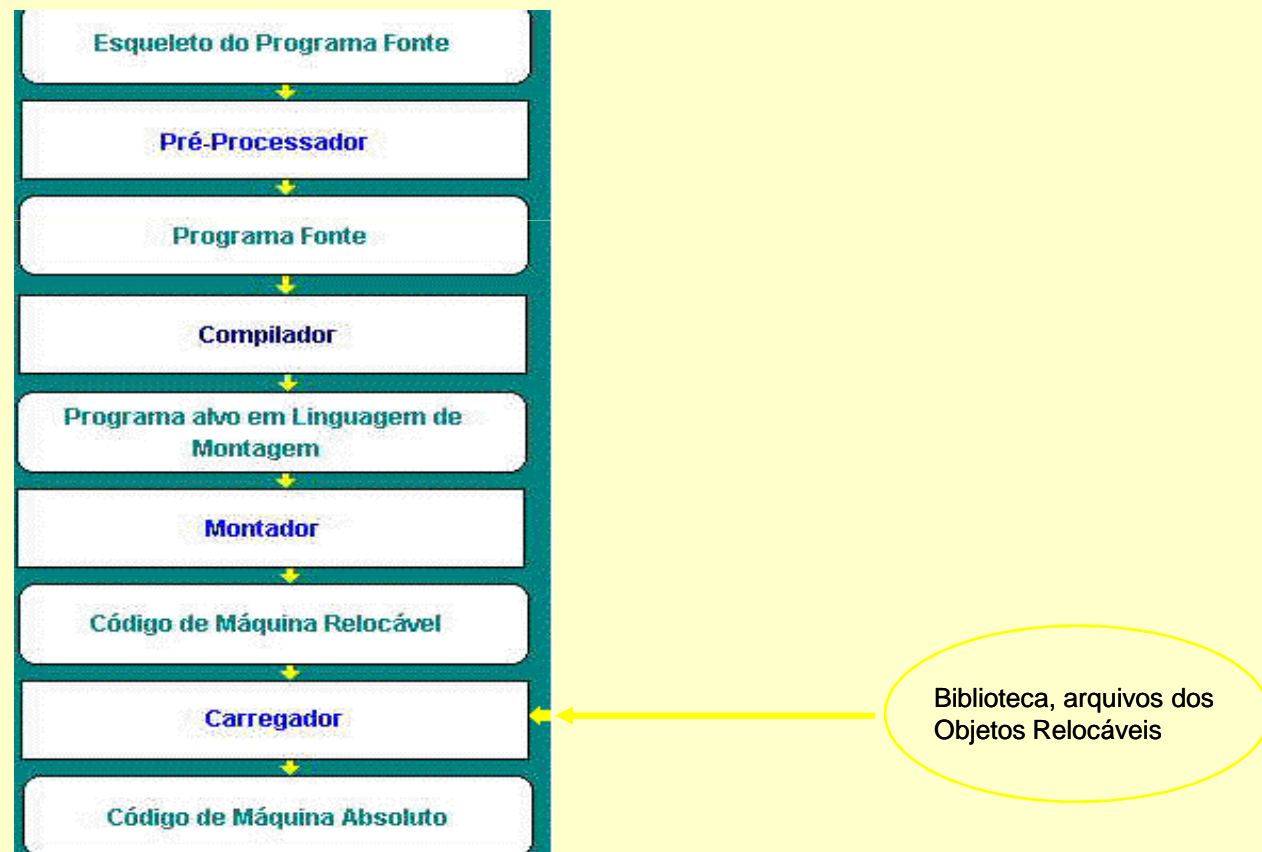 Esqueleto do Programa Fonte
Pré-Processador
Programa Fonte
Compilador
Programa alvo em Linguagem de
Montagem
Montador
Código de Máquina Relocável
Carregador
Biblioteca, arquivos dos
Objetos Relocáveis
Código de Máquina Absoluto